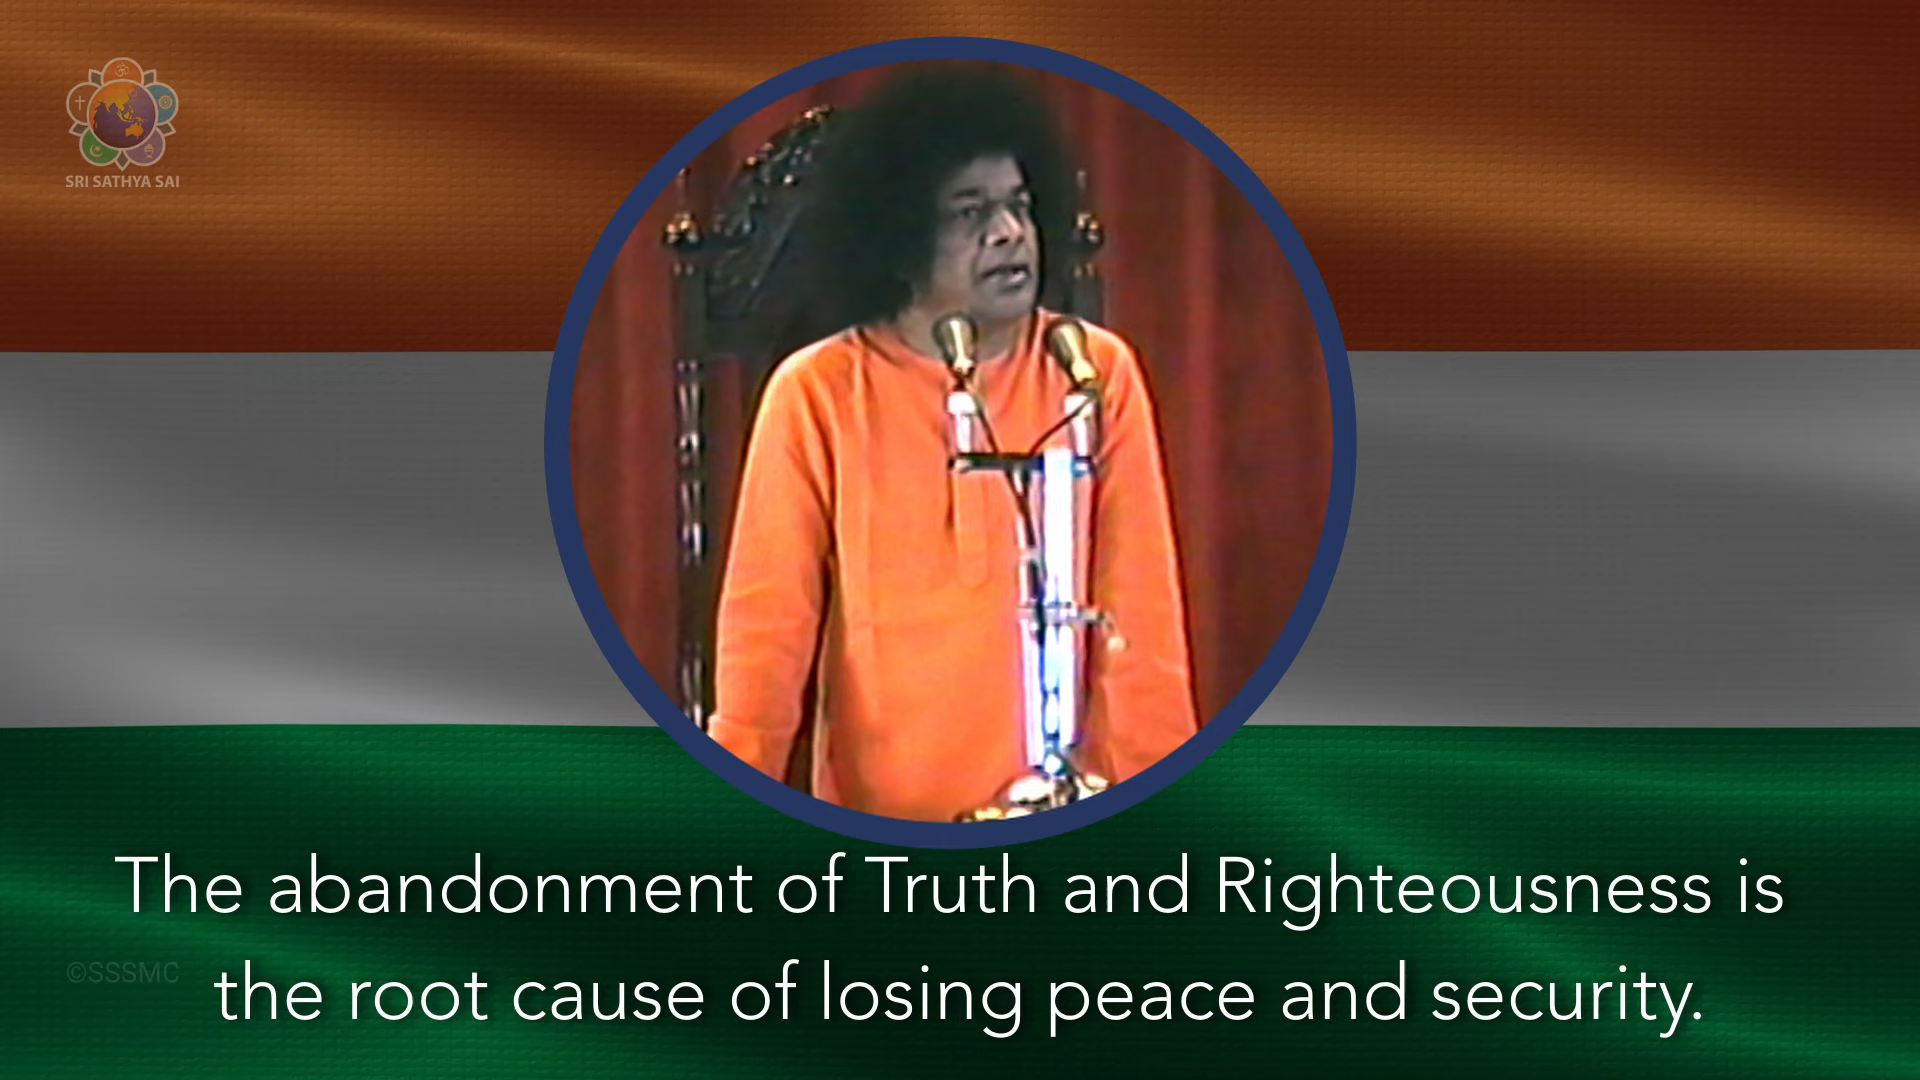 SRI SATHYA SAI
The abandonment of Truth and Righteousness is
©SSSMC
the root cause of losing peace and security.